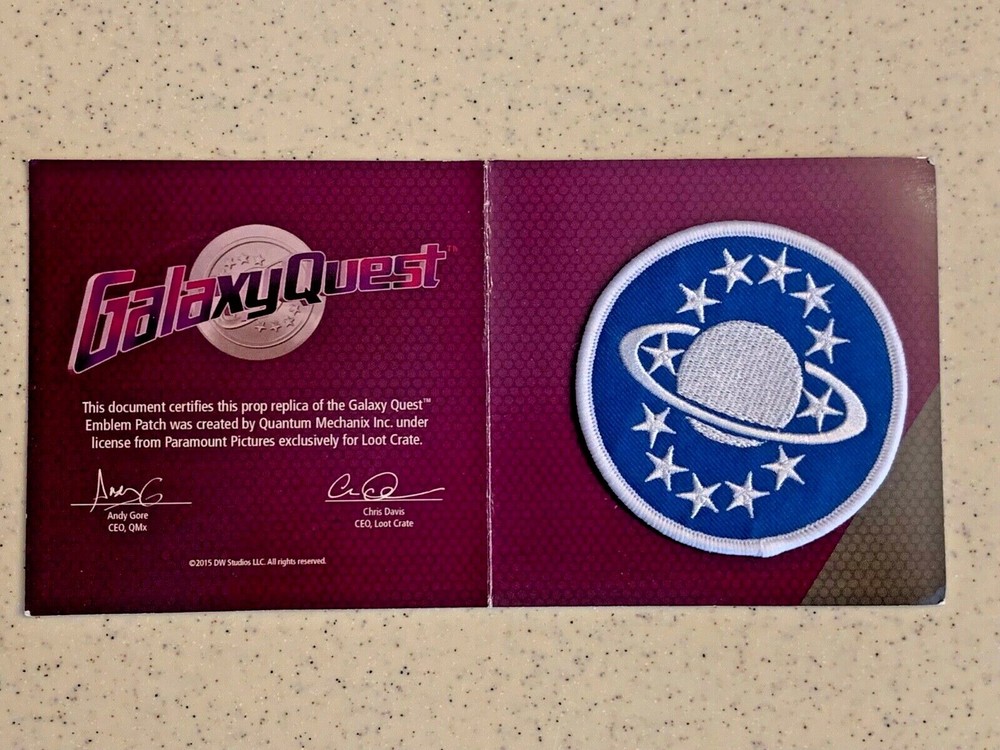 GalaxyQuest™
This document certifies this prop replica of the Galaxy Quest™
Emblem Patch was created by Quantum Mechanix Inc. under
license from Paramount Pictures exclusively for Loot Crate.
Andy Gore
CEO, QMx
Chris Davis
CEO, Loot Crate
©2015 DW Studios LLC. All rights reserved.